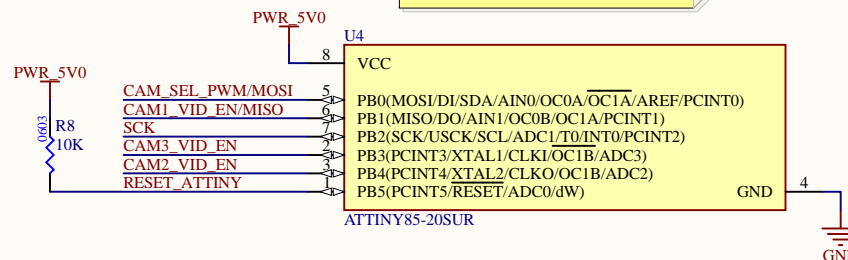 PWR_5V0
U4
8 VCC
PWR_5V0
CAM_SEL_PWM/MOSI 5 PB0(MOSI/DI/SDA/AIN0/OC0A/OC1A/AREF/PCINT0)
CAM1_VID_EN/MISO 6 PB1(MISO/DO/AIN1/OC0B/OC1A/PCINT1)
0603 R8 SCK 7 PB2(SCK/USCK/SCL/ADC1/T0/INT0/PCINT2)
10K CAM3_VID_EN 2 PB3(PCINT3/XTAL1/CLKI/OC1B/ADC3)
CAM2_VID_EN 3 PB4(PCINT4/XTAL2/CLKO/OC1B/ADC2)
RESET_ATTINY 1 PB5(PCINT5/RESET/ADC0/dW) GND 4
ATTINY85-20SUR
GND